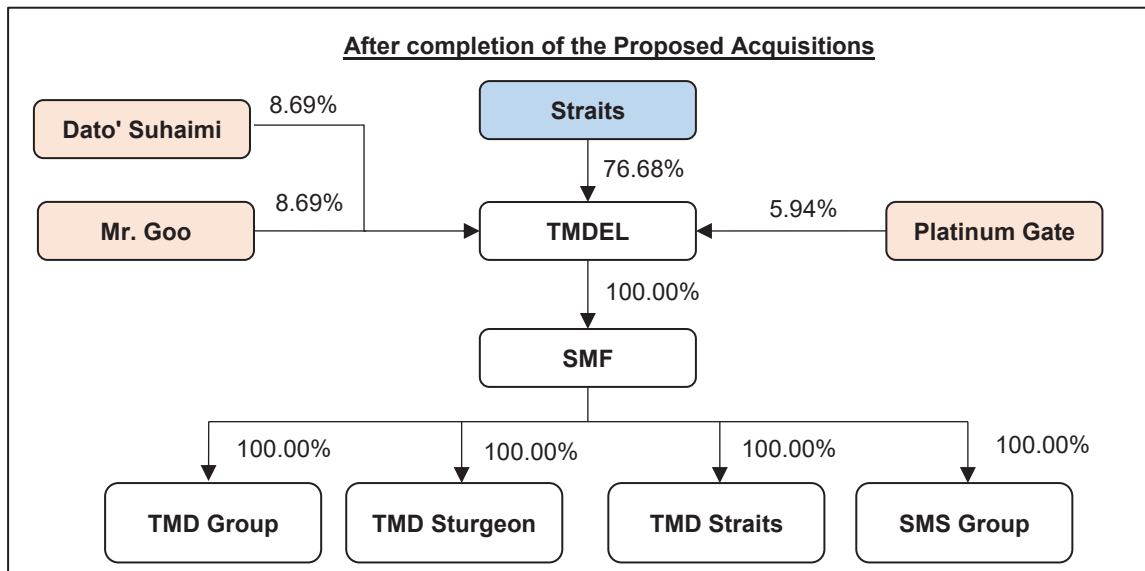 After completion of the Proposed Acquisitions
Dato' Suhaimi
8.69%
Straits
76.68%
Mr. Goo
8.69%
TMDEL
5.94%
Platinum Gate
100.00%
SMF
100.00%
100.00%
100.00%
100.00%
TMD Group
TMD Sturgeon
TMD Straits
SMS Group